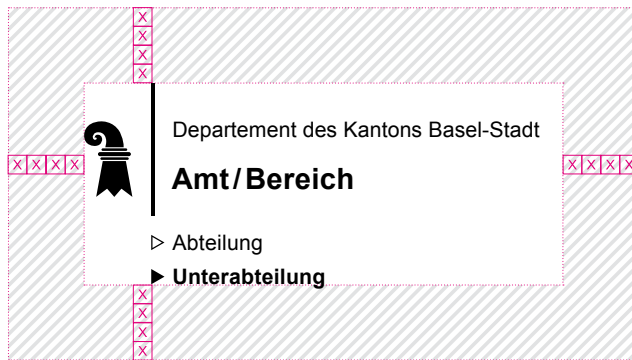 X
X
X
X
Departement des Kantons Basel-Stadt
X X X X
X X X X
Amt/Bereich
▷ Abteilung
▶ Unterabteilung
X
X
X
X